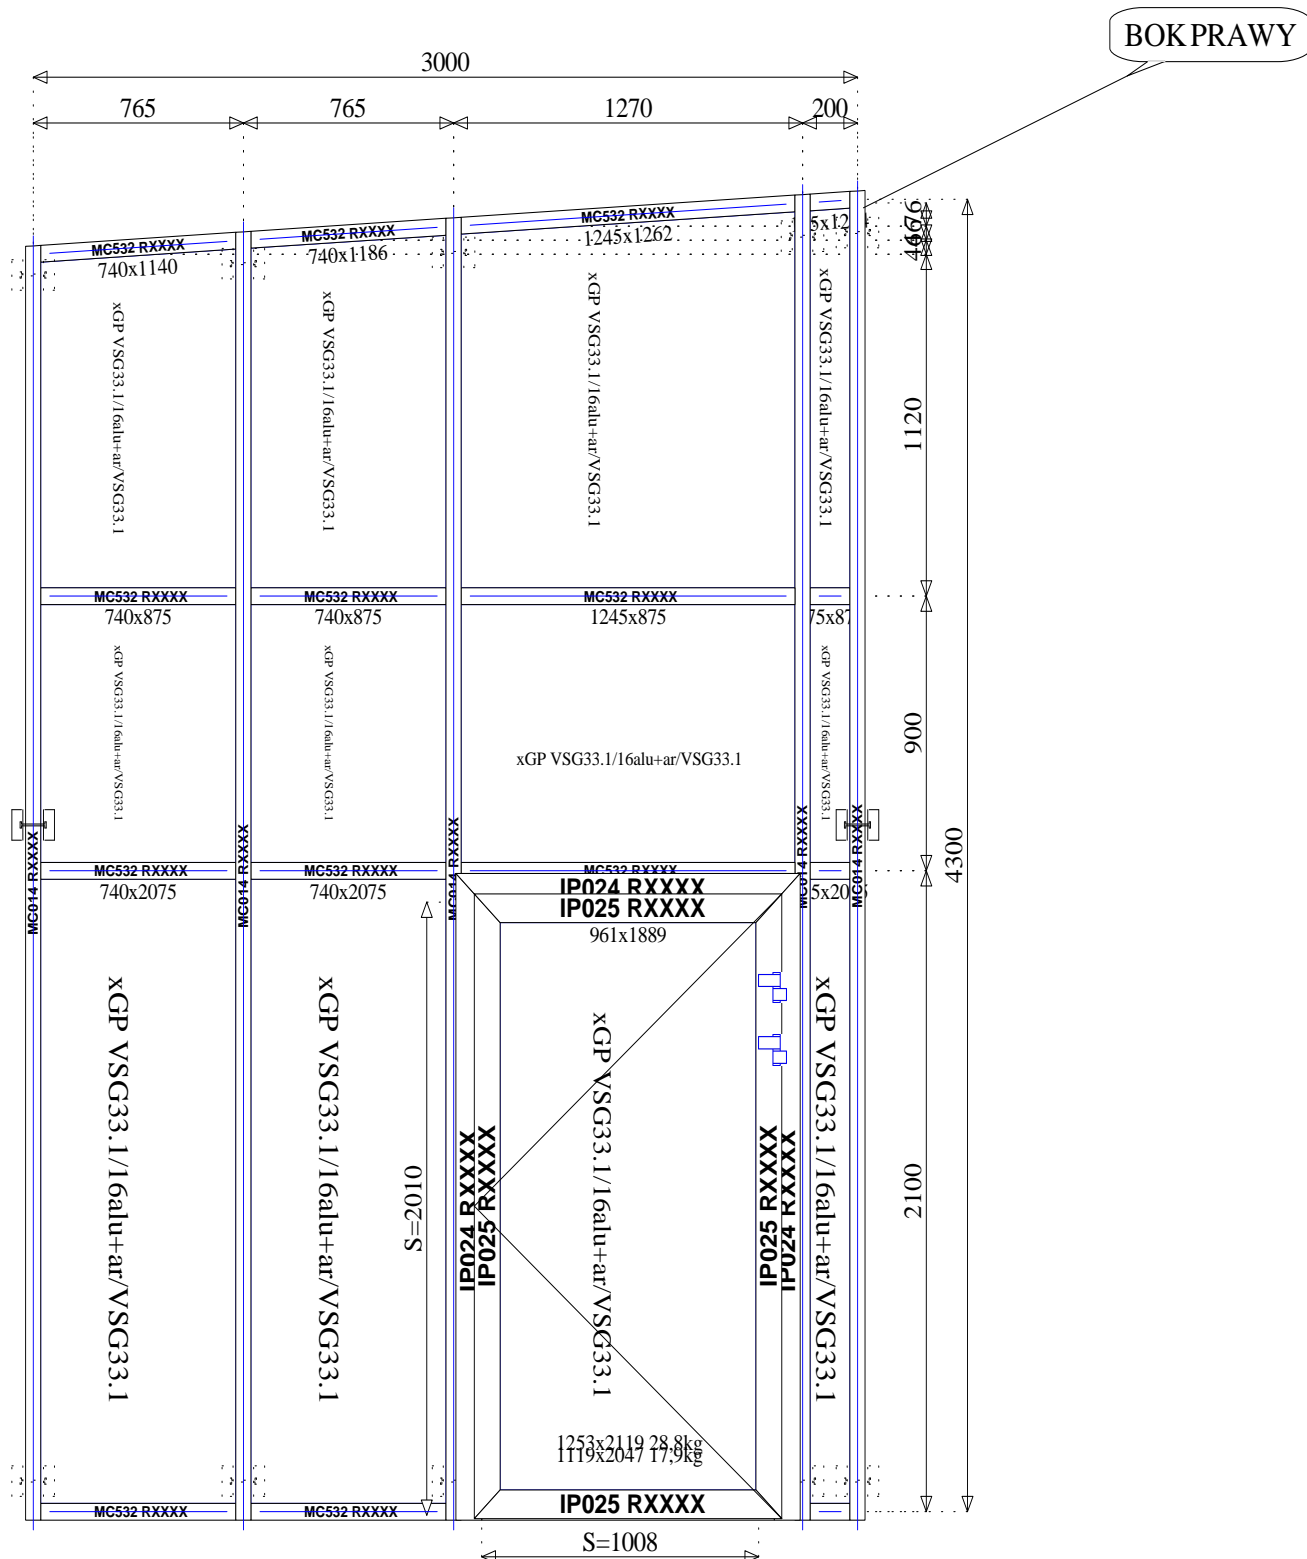 BOK PRAWY
3000
765
765
1270
200
MC532 RXXXX
MC532 RXXXX
MC532 RXXXX
740x1140
740x1186
1245x1262
xGP VSG33.1/16alu+ar/VSG33.1
xGP VSG33.1/16alu+ar/VSG33.1
xGP VSG33.1/16alu+ar/VSG33.1
xGP VSG33.1/16alu+ar/VSG33.1
1120
MC532 RXXXX
MC532 RXXXX
MC532 RXXXX
740x875
740x875
1245x875
xGP VSG33.1/16alu+ar/VSG33.1
xGP VSG33.1/16alu+ar/VSG33.1
xGP VSG33.1/16alu+ar/VSG33.1
xGP VSG33.1/16alu+ar/VSG33.1
900
4300
MC014 RXXXX
MC014 RXXXX
MC014 RXXXX
MC014 RXXXX
MC014 RXXXX
MC532 RXXXX
MC532 RXXXX
MC532 RXXXX
740x2075
740x2075
IP024 RXXXX
IP025 RXXXX
961x1889
xGP VSG33.1/16alu+ar/VSG33.1
xGP VSG33.1/16alu+ar/VSG33.1
xGP VSG33.1/16alu+ar/VSG33.1
xGP VSG33.1/16alu+ar/VSG33.1
S=2010
IP024 RXXXX
IP025 RXXXX
IP025 RXXXX
IP024 RXXXX
2100
1253x2119 28,8kg
1119x2047 17,9kg
MC532 RXXXX
MC532 RXXXX
IP025 RXXXX
S=1008